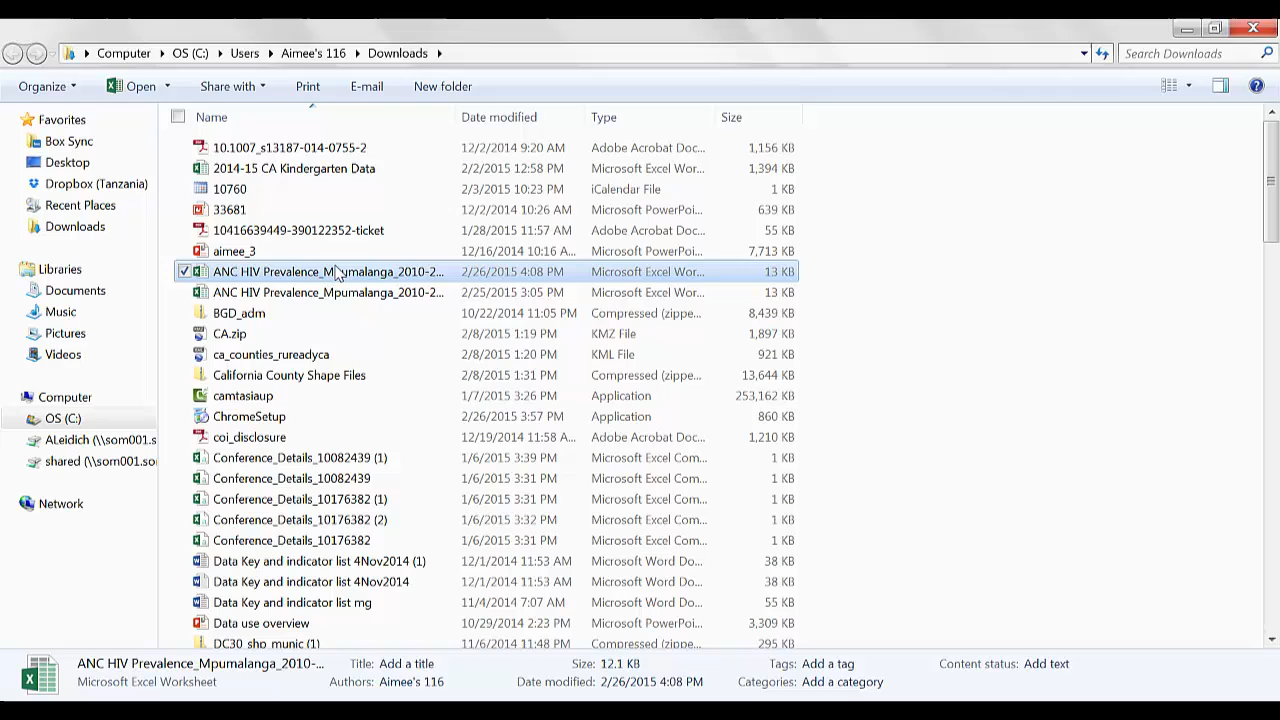 Computer OS (C:) Users Aimee's 116 Downloads Search Downloads
Organize Open Share with Print E-mail New folder
Name Date modified Type Size
Favorites
Box Sync
Desktop
Dropbox (Tanzania)
Recent Places
Downloads
Libraries
Documents
Music
Pictures
Videos
Computer
OS (C:)
ALeidich (\\som001.s
shared (\\som001.so
Network
10.1007_s13187-014-0755-2 12/2/2014 9:20 AM Adobe Acrobat Doc... 1,156 KB
2014-15 CA Kindergarten Data 2/2/2015 12:58 PM Microsoft Excel Wor... 1,394 KB
10760 2/3/2015 10:23 PM iCalendar File 1 KB
33681 12/2/2014 10:26 AM Microsoft PowerPoi... 639 KB
10416639449-390122352-ticket 1/28/2015 11:57 AM Adobe Acrobat Doc... 1 KB
aimee_3 12/16/2014 10:16 A... Microsoft PowerPoi... 7,713 KB
ANC HIV Prevalence_Mpumalanga_2010-2... 2/26/2015 4:08 PM Microsoft Excel Wor... 13 KB
ANC HIV Prevalence_Mpumalanga_2010-2... 2/25/2015 3:05 PM Microsoft Excel Wor... 13 KB
BGD_adm 10/22/2014 11:05 PM Compressed (zippe... 8,439 KB
CA.zip 2/8/2015 1:19 PM KMZ File 1,897 KB
ca_counties_rureadyca 2/8/2015 1:20 PM KML File 921 KB
California County Shape Files 2/8/2015 1:31 PM Compressed (zippe... 13,644 KB
camtasiaup 1/7/2015 3:26 PM Application 253,162 KB
ChromeSetup 2/26/2015 3:57 PM Application 860 KB
coi_disclosure 12/19/2014 11:58 A... Adobe Acrobat Doc... 1,210 KB
Conference_Details_10082439 (1) 1/6/2015 3:39 PM Microsoft Excel Com... 1 KB
Conference_Details_10082439 1/6/2015 3:31 PM Microsoft Excel Com... 1 KB
Conference_Details_10176382 (1) 1/6/2015 3:31 PM Microsoft Excel Com... 1 KB
Conference_Details_10176382 (2) 1/6/2015 3:32 PM Microsoft Excel Com... 1 KB
Conference_Details_10176382 1/6/2015 3:31 PM Microsoft Excel Com... 1 KB
Data Key and indicator list 4Nov2014 (1) 12/1/2014 11:53 AM Microsoft Word Do... 38 KB
Data Key and indicator list 4Nov2014 12/1/2014 11:53 AM Microsoft Word Do... 38 KB
Data Key and indicator list mg 11/4/2014 7:07 AM Microsoft Word Do... 55 KB
Data use overview 10/29/2014 2:23 PM Microsoft PowerPoi... 3,309 KB
DC30_shp_munic (1) 11/6/2014 11:48 PM Compressed (zippe... 295 KB
ANC HIV Prevalence_Mpumalanga_2010-... Title: Add a title Size: 12.1 KB Tags: Add a tag Content status: Add text
Microsoft Excel Worksheet Authors: Aimee's 116 Date modified: 2/26/2015 4:08 PM Categories: Add a category